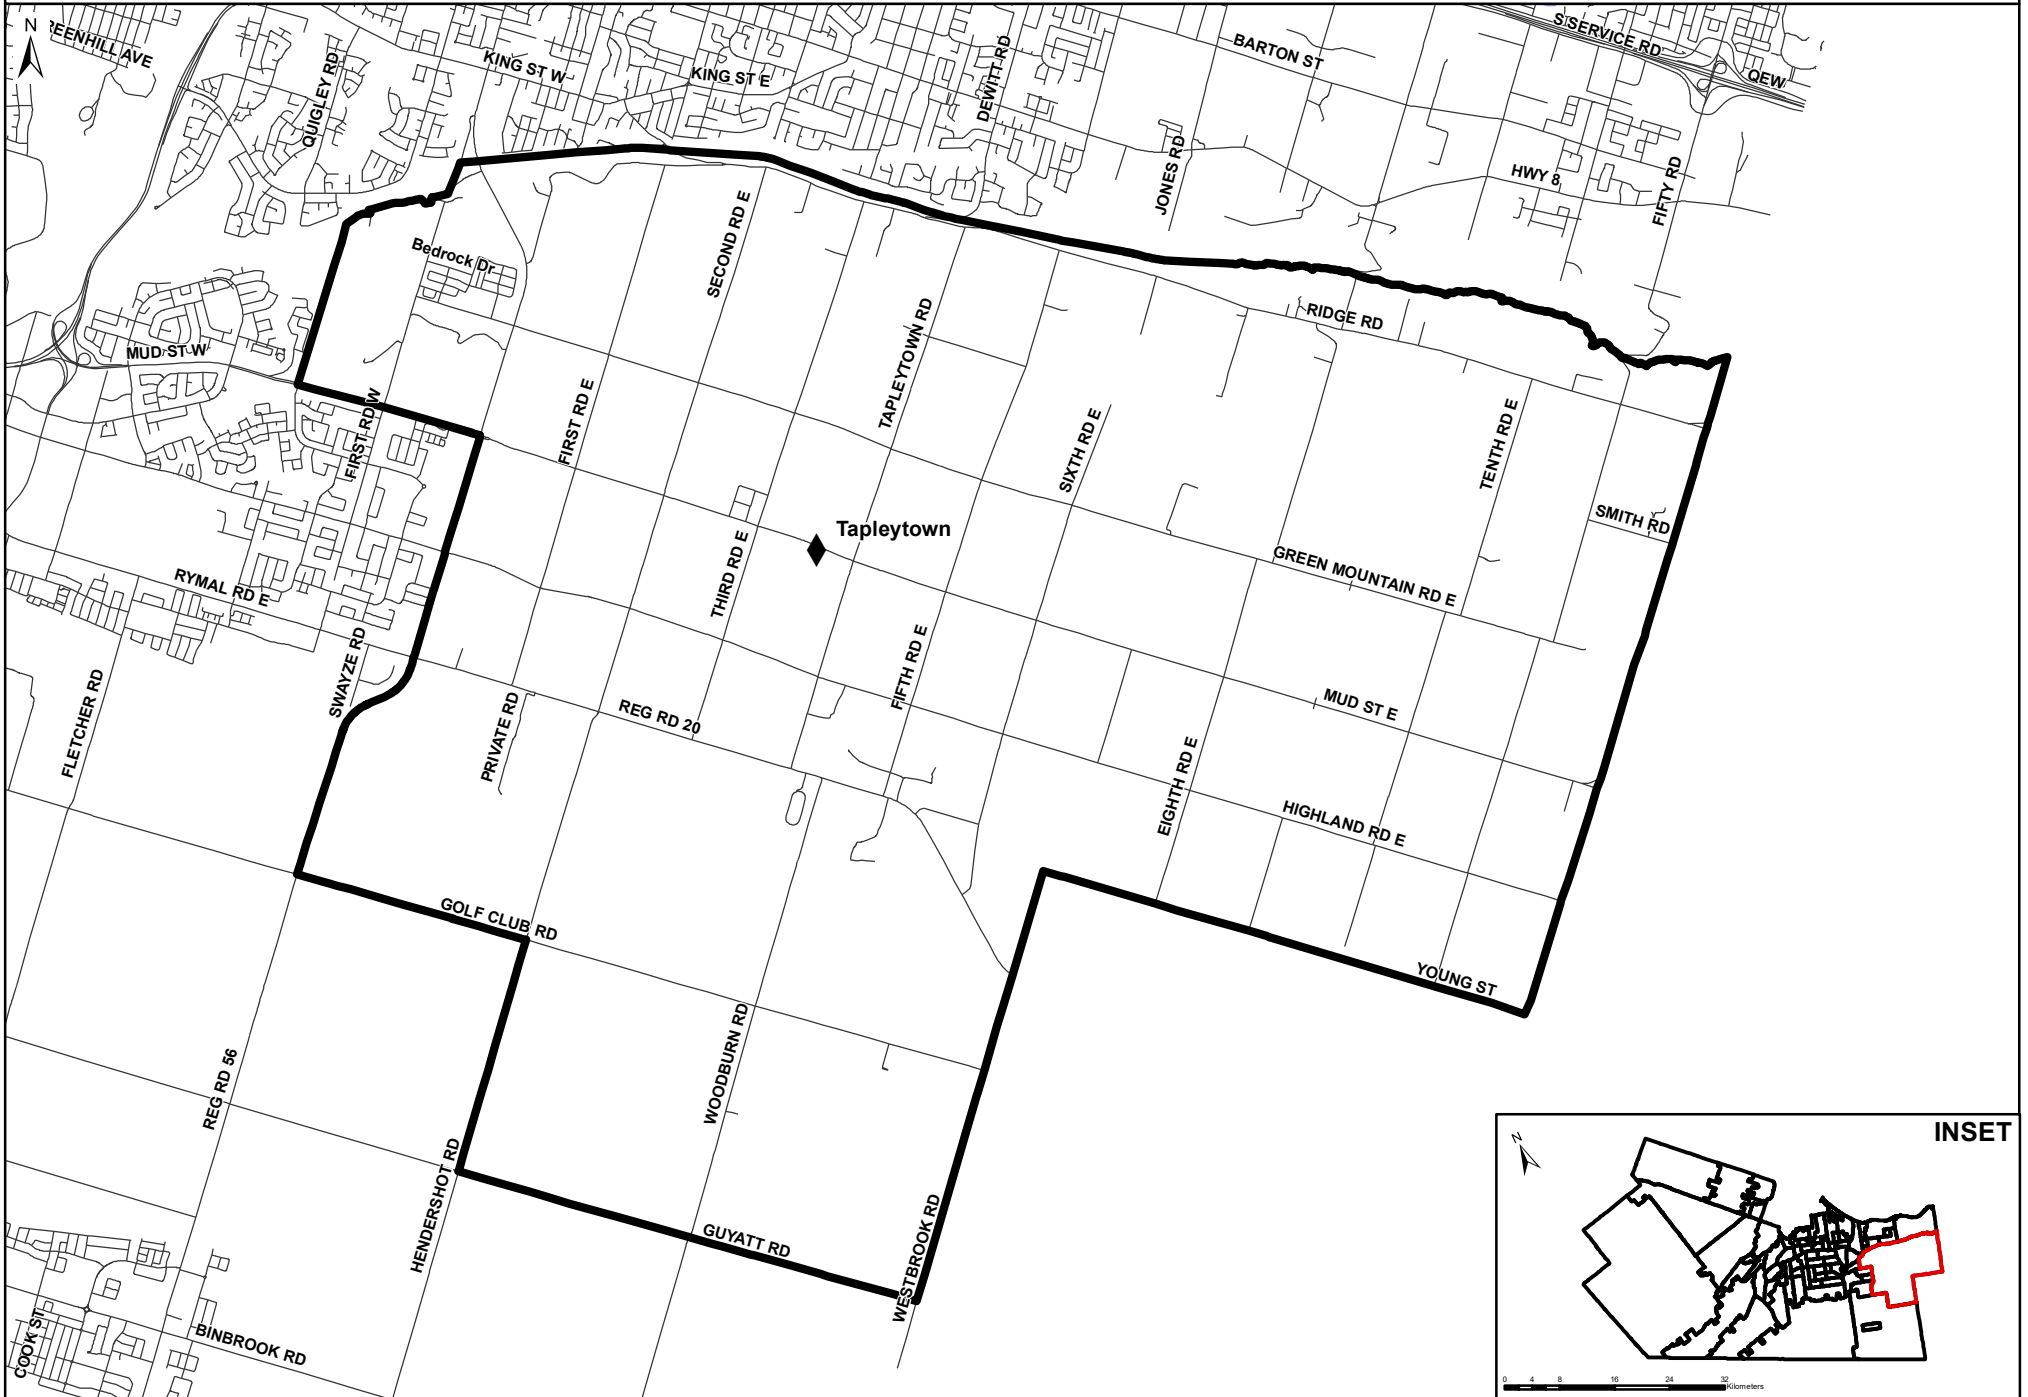 N
REENHILL AVE
QUIGLEY RD
KING ST W
KING ST E
DEWITT RD
BARTON ST
S SERVICE RD
QEW
JONES RD
HWY 8
FIFTY RD
Bedrock Dr
SECOND RD E
TAPLEYTOWN RD
RIDGE RD
MUD ST W
FIRST RD W
FIRST RD E
SIXTH RD E
TENTH RD E
SMITH RD
Tapleytown
THIRD RD E
GREEN MOUNTAIN RD E
RYMAL RD E
SWAYZE RD
FLETCHER RD
PRIVATE RD
REG RD 20
FIFTH RD E
MUD ST E
EIGHTH RD E
HIGHLAND RD E
GOLF CLUB RD
YOUNG ST
REG RD 56
WOODBURN RD
HENDERSHOT RD
GUYATT RD
WESTBROOK RD
COOK ST
BINBROOK RD
INSET
N
0 4 8 16 24 32
Kilometers